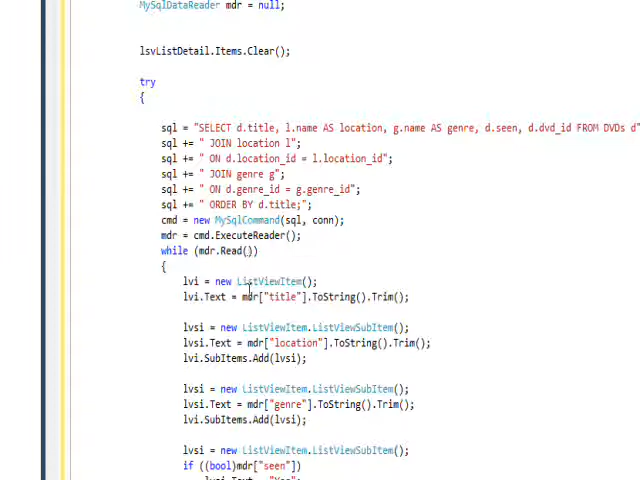 MySqlDataReader mdr = null;
lsvListDetail.Items.Clear();
try
{
sql = "SELECT d.title, l.name AS location, g.name AS genre, d.seen, d.dvd_id FROM DVDs d"
sql += " JOIN location l";
sql += " ON d.location_id = l.location_id";
sql += " JOIN genre g";
sql += " ON d.genre_id = g.genre_id";
sql += " ORDER BY d.title;";
cmd = new MySqlCommand(sql, conn);
mdr = cmd.ExecuteReader();
while (mdr.Read())
{
lvi = new ListViewItem();
lvi.Text = mdr["title"].ToString().Trim();
lvsi = new ListViewItem.ListViewSubItem();
lvsi.Text = mdr["location"].ToString().Trim();
lvi.SubItems.Add(lvsi);
lvsi = new ListViewItem.ListViewSubItem();
lvsi.Text = mdr["genre"].ToString().Trim();
lvi.SubItems.Add(lvsi);
lvsi = new ListViewItem.ListViewSubItem();
if ((bool)mdr["seen"])
lvsi.Text = "Yes";